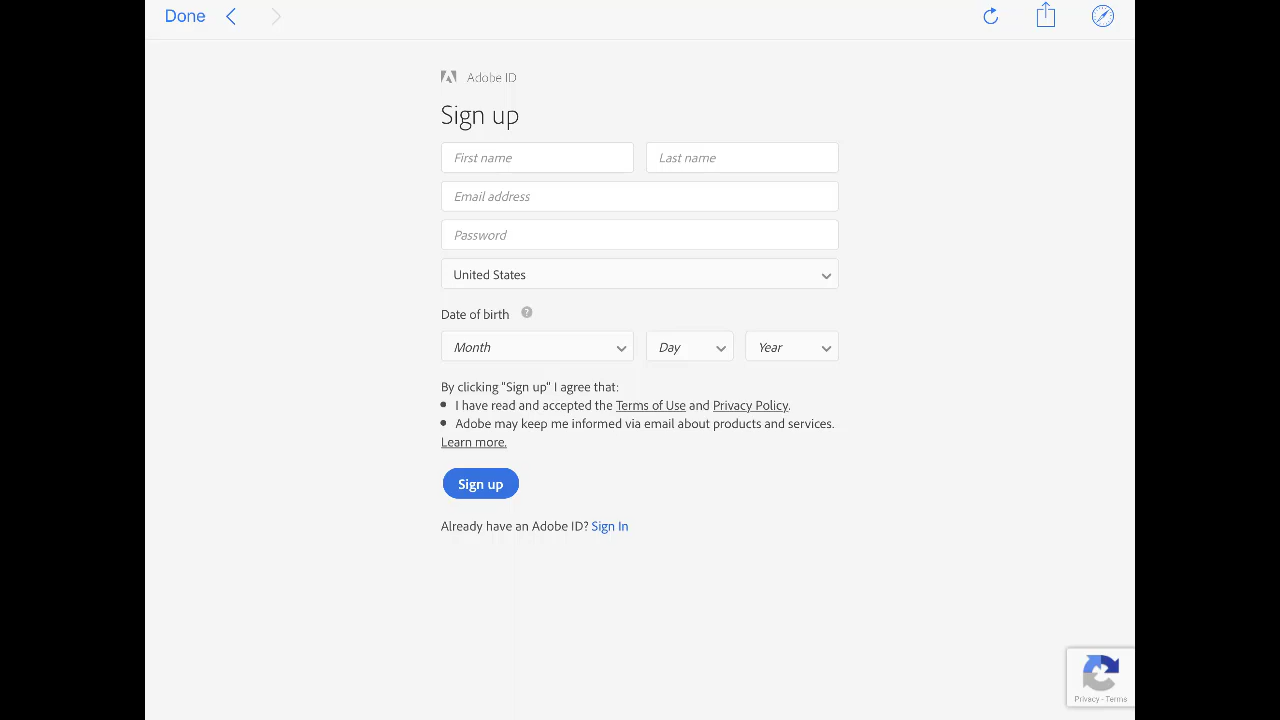 Done
Adobe ID
Sign up
First name Last name
Email address
Password
United States
Date of birth ?
Month Day Year
By clicking "Sign up" I agree that:
• I have read and accepted the Terms of Use and Privacy Policy.
• Adobe may keep me informed via email about products and services.
Learn more.
Sign up
Already have an Adobe ID? Sign In
Privacy - Terms